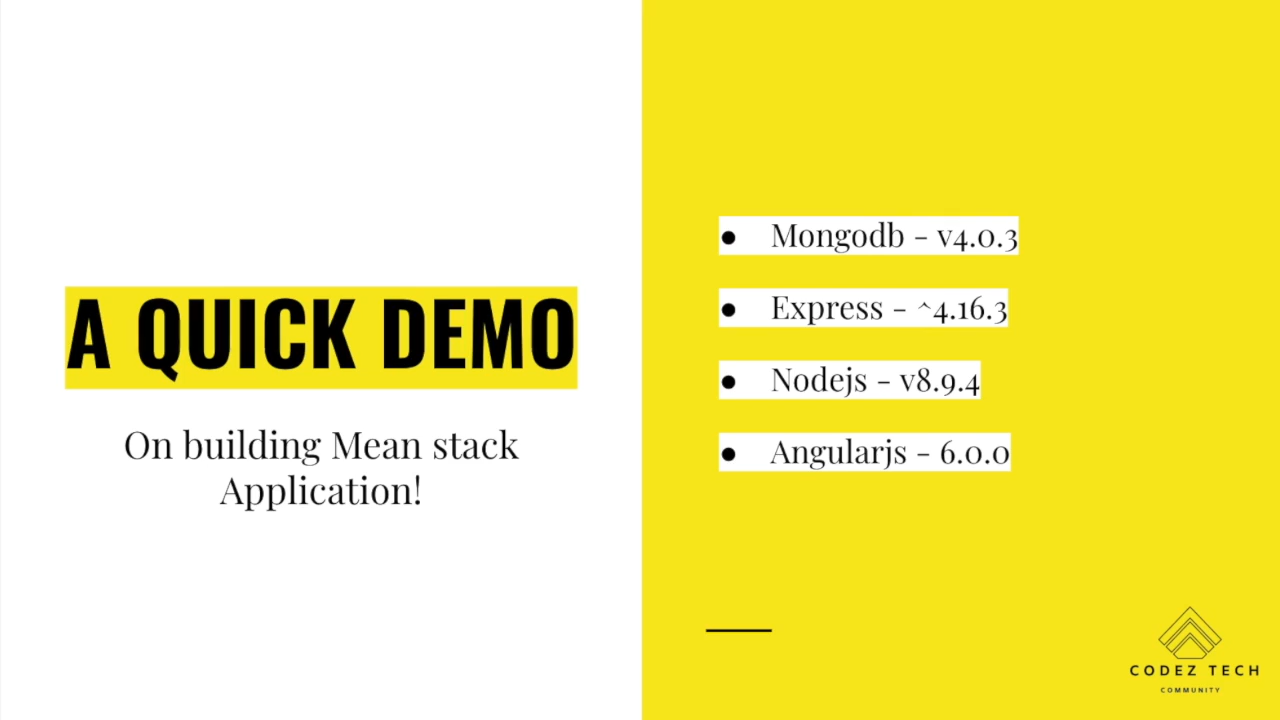 A QUICK DEMO
On building Mean stack
Application!
● Mongodb - v4.0.3
● Express - ^4.16.3
● Nodejs - v8.9.4
● Angularjs - 6.0.0
CODEZ TECH
COMMUNITY